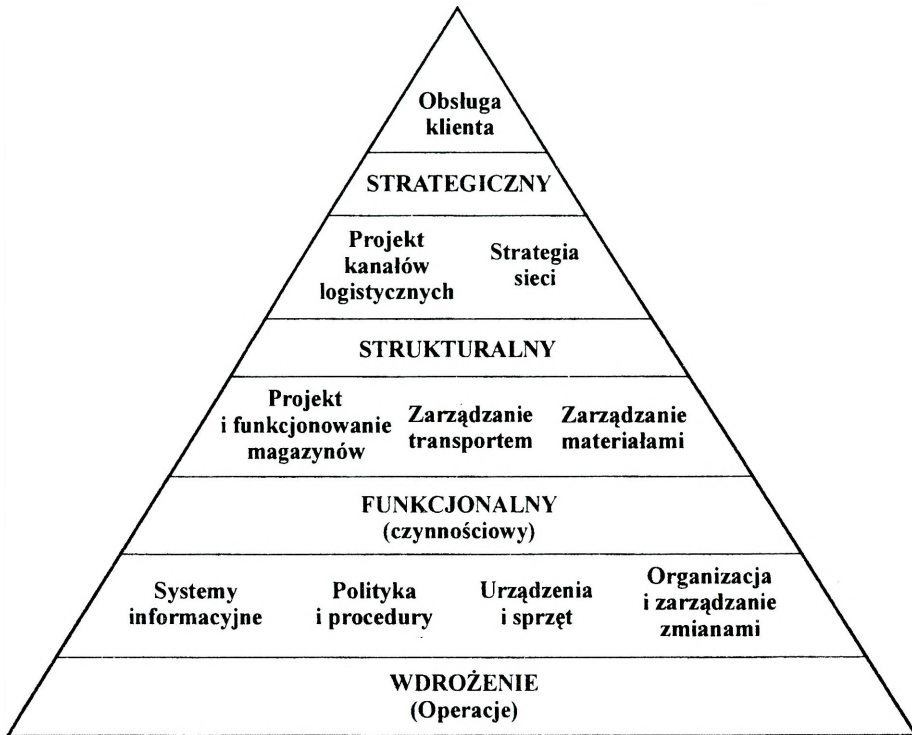 Obsługa
klienta
STRATEGICZNY
Projekt
kanałów
logistycznych
Strategia
sieci
STRUKTURALNY
Projekt
i funkcjonowanie
magazynów
Zarządzanie
transportem
Zarządzanie
materiałami
FUNKCJONALNY
(czynnościowy)
Systemy
informacyjne
Polityka
i procedury
Urządzenia
i sprzęt
Organizacja
i zarządzanie
zmianami
WDROŻENIE
(Operacje)